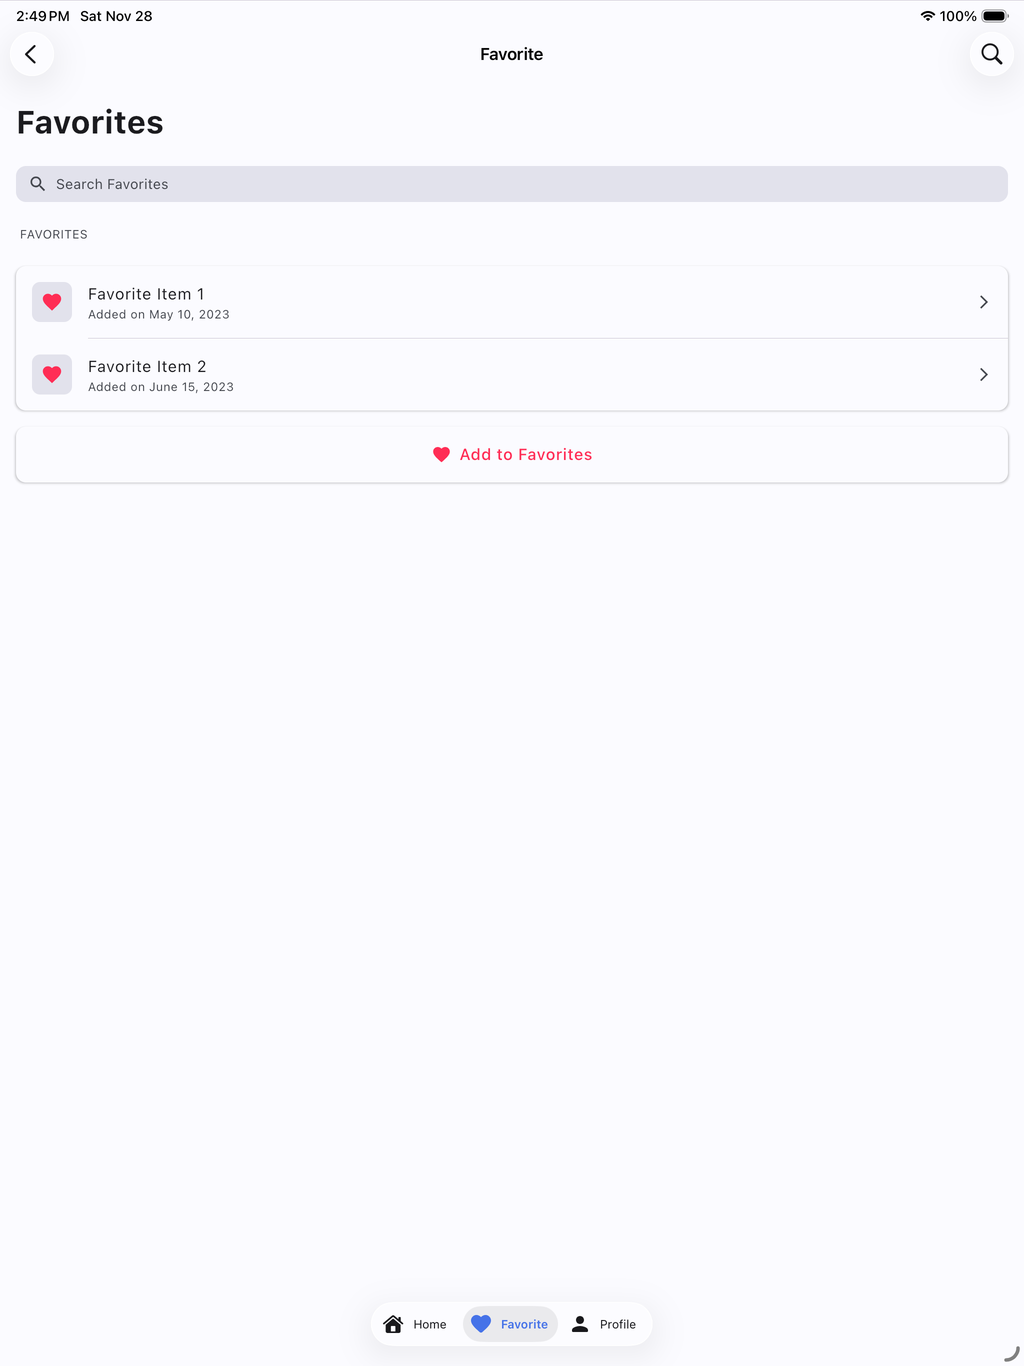 2:49 PM Sat Nov 28 100%
Favorite
Favorites
Search Favorites
FAVORITES
Favorite Item 1
Added on May 10, 2023
Favorite Item 2
Added on June 15, 2023
Add to Favorites
Home Favorite Profile